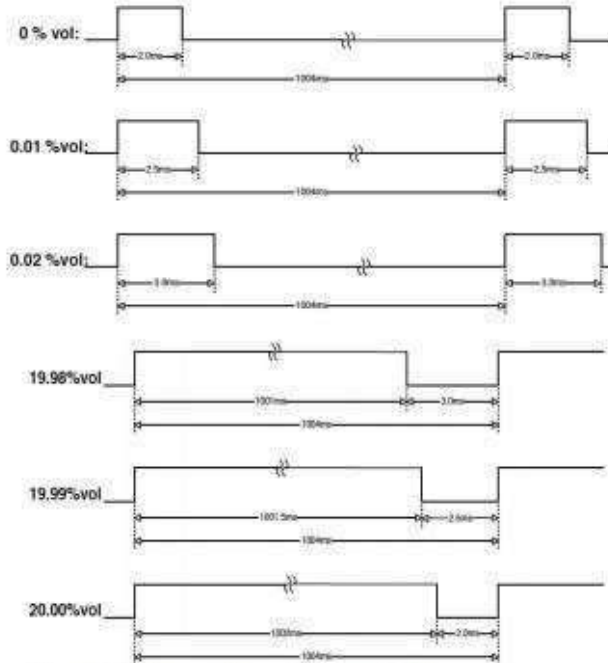 0 % vol:
2.0ms 2.0ms
1004ms
0.01 %vol:
2.5ms 2.5ms
1004ms
0.02 %vol:
3.0ms 3.0ms
1004ms
19.98%vol
1001ms 3.0ms
1004ms
19.99%vol
1001.5ms 2.5ms
1004ms
20.00%vol
2.0ms
1004ms